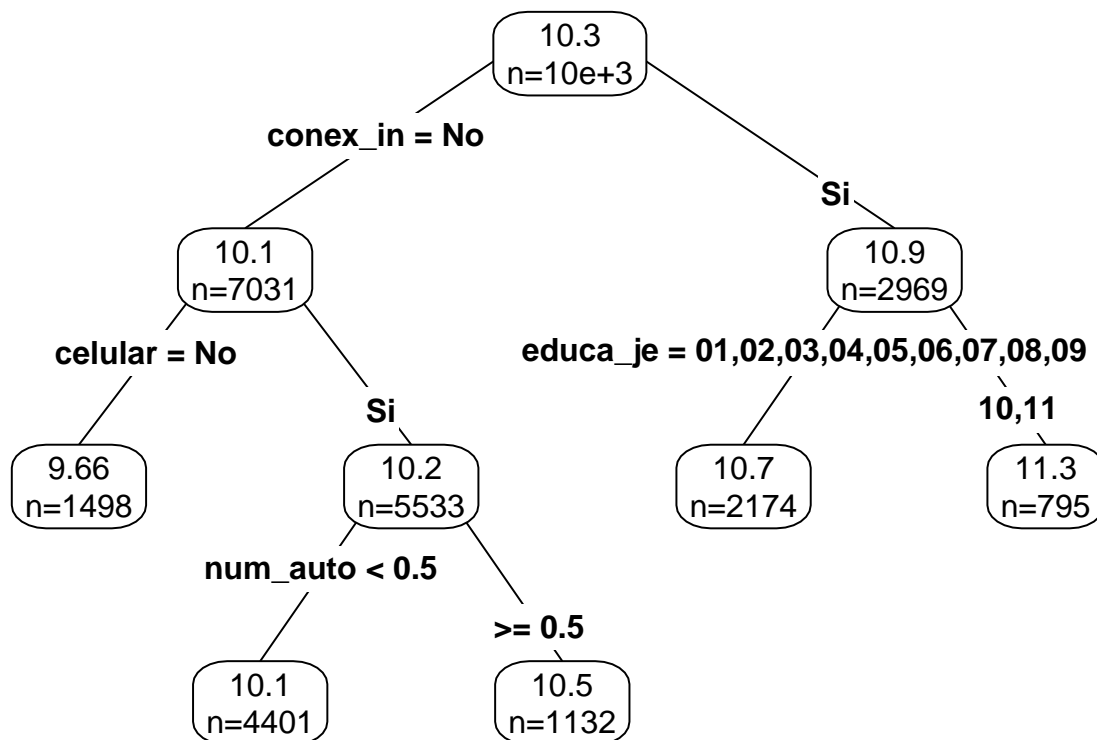 10.3
n=10e+3
conex_in = No
Si
10.1
n=7031
10.9
n=2969
celular = No
educa_je = 01,02,03,04,05,06,07,08,09
Si
10,11
9.66
n=1498
10.2
n=5533
10.7
n=2174
11.3
n=795
num_auto < 0.5
>= 0.5
10.1
n=4401
10.5
n=1132